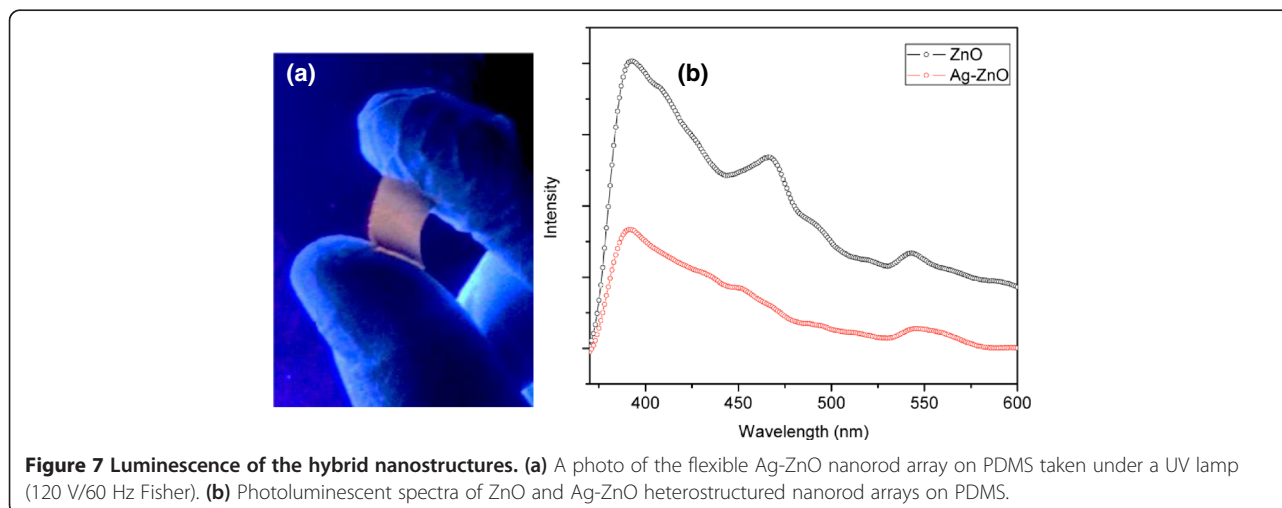 (a)
(b)
ZnO
Ag-ZnO
Intensity
400 450 500 550 600
Wavelength (nm)
Figure 7 Luminescence of the hybrid nanostructures. (a) A photo of the flexible Ag-ZnO nanorod array on PDMS taken under a UV lamp
(120 V/60 Hz Fisher). (b) Photoluminescent spectra of ZnO and Ag-ZnO heterostructured nanorod arrays on PDMS.